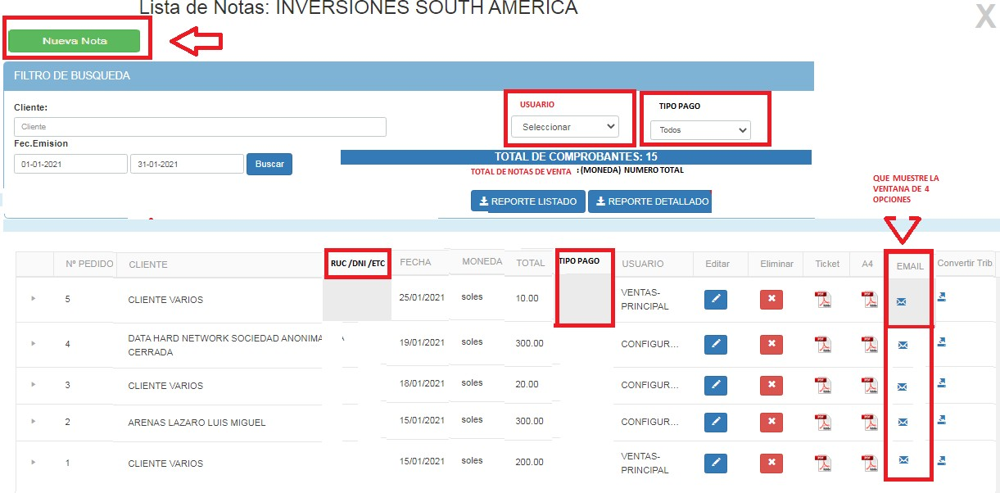 Lista de Notas: INVERSIONES SOUTH AMERICA
X
Nueva Nota
FILTRO DE BUSQUEDA
Cliente:
Cliente
Fec.Emision
01-01-2021
31-01-2021
Buscar
USUARIO
Seleccionar
TIPO PAGO
Todos
TOTAL DE COMPROBANTES: 15
TOTAL DE NOTAS DE VENTA : (MONEDA) NUMERO TOTAL
REPORTE LISTADO
REPORTE DETALLADO
QUE MUESTRE LA
VENTANA DE 4
OPCIONES
Nº PEDIDO CLIENTE RUC /DNI /ETC FECHA MONEDA TOTAL TIPO PAGO USUARIO Editar Eliminar Ticket A4 EMAIL Convertir Trib
5 CLIENTE VARIOS 25/01/2021 soles 10.00 VENTAS-
PRINCIPAL
4 DATA HARD NETWORK SOCIEDAD ANONIMA
CERRADA 19/01/2021 soles 300.00 CONFIGUR...
3 CLIENTE VARIOS 18/01/2021 soles 20.00 CONFIGUR...
2 ARENAS LAZARO LUIS MIGUEL 15/01/2021 soles 300.00 CONFIGUR...
1 CLIENTE VARIOS 15/01/2021 soles 200.00 VENTAS-
PRINCIPAL